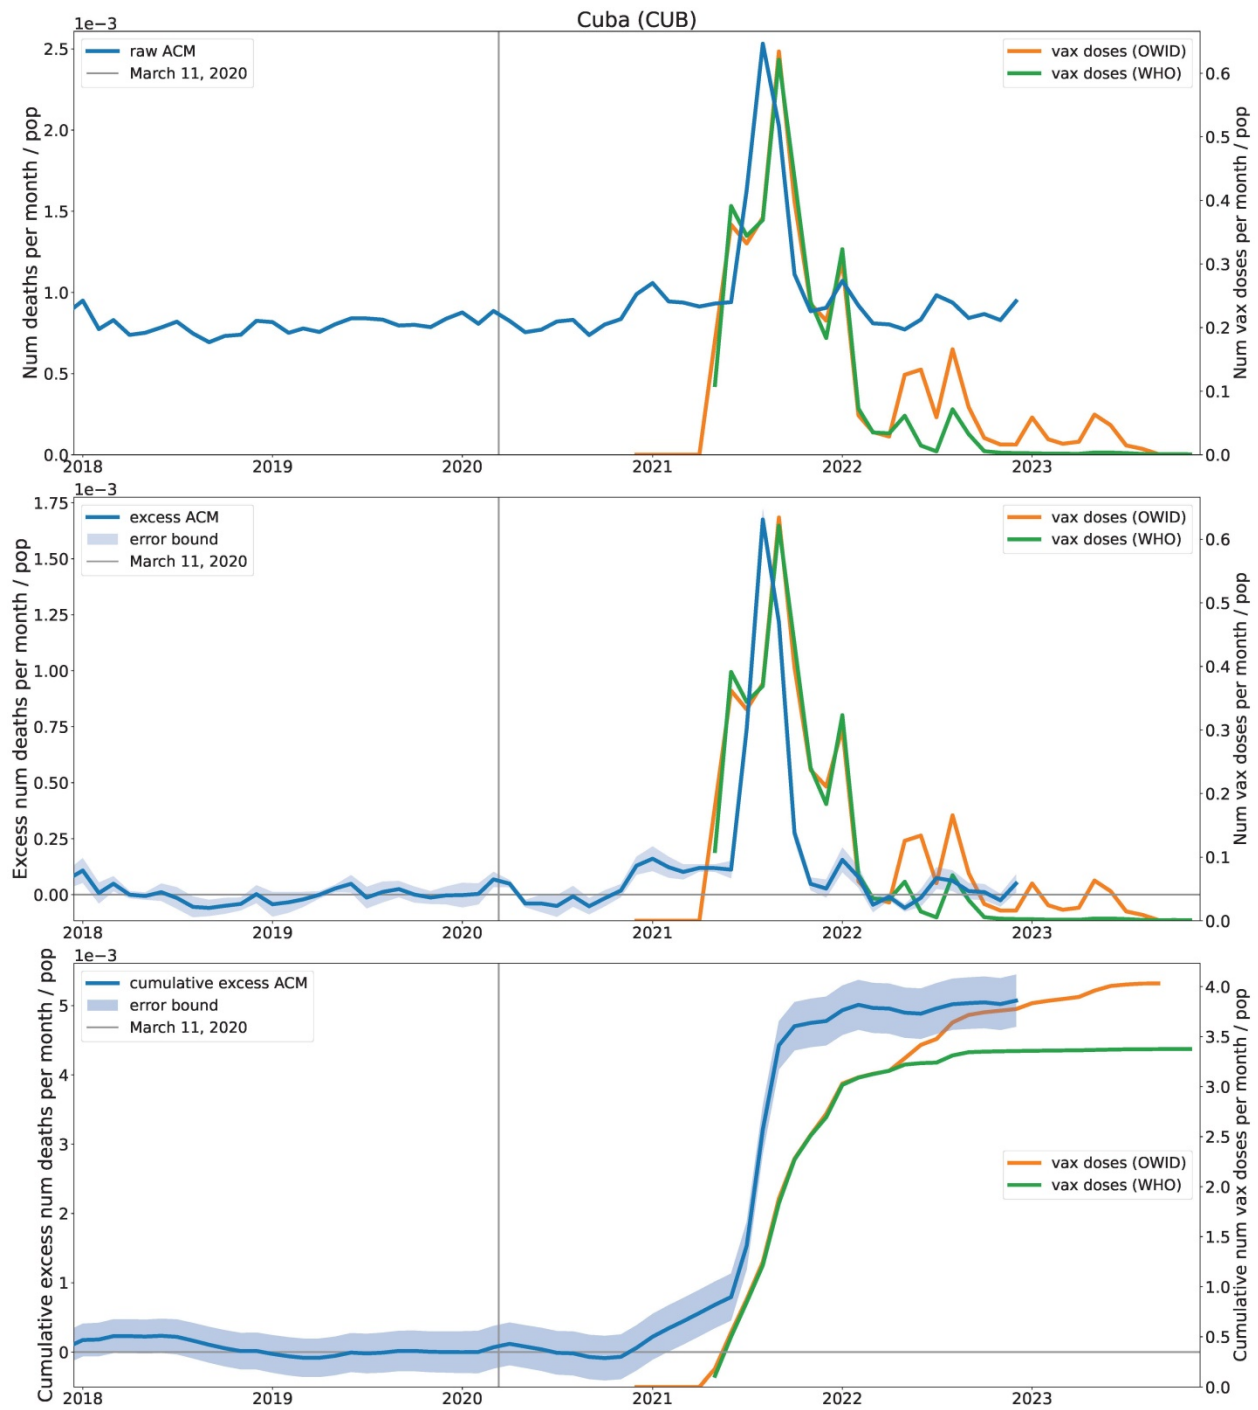 Cuba (CUB)
1e−3
raw ACM
March 11, 2020
vax doses (OWID)
vax doses (WHO)
Num deaths per month / pop
2.5
2.0
1.5
1.0
0.5
0.0
Num vax doses per month / pop
0.6
0.5
0.4
0.3
0.2
0.1
0.0
2018 2019 2020 2021 2022 2023
1e−3
excess ACM
error bound
March 11, 2020
vax doses (OWID)
vax doses (WHO)
Excess num deaths per month / pop
1.75
1.50
1.25
1.00
0.75
0.50
0.25
0.00
Num vax doses per month / pop
0.6
0.5
0.4
0.3
0.2
0.1
0.0
2018 2019 2020 2021 2022 2023
1e−3
cumulative excess ACM
error bound
March 11, 2020
vax doses (OWID)
vax doses (WHO)
Cumulative excess num deaths per month / pop
5
4
3
2
1
0
Cumulative num vax doses per month / pop
4.0
3.5
3.0
2.5
2.0
1.5
1.0
0.5
0.0
2018 2019 2020 2021 2022 2023